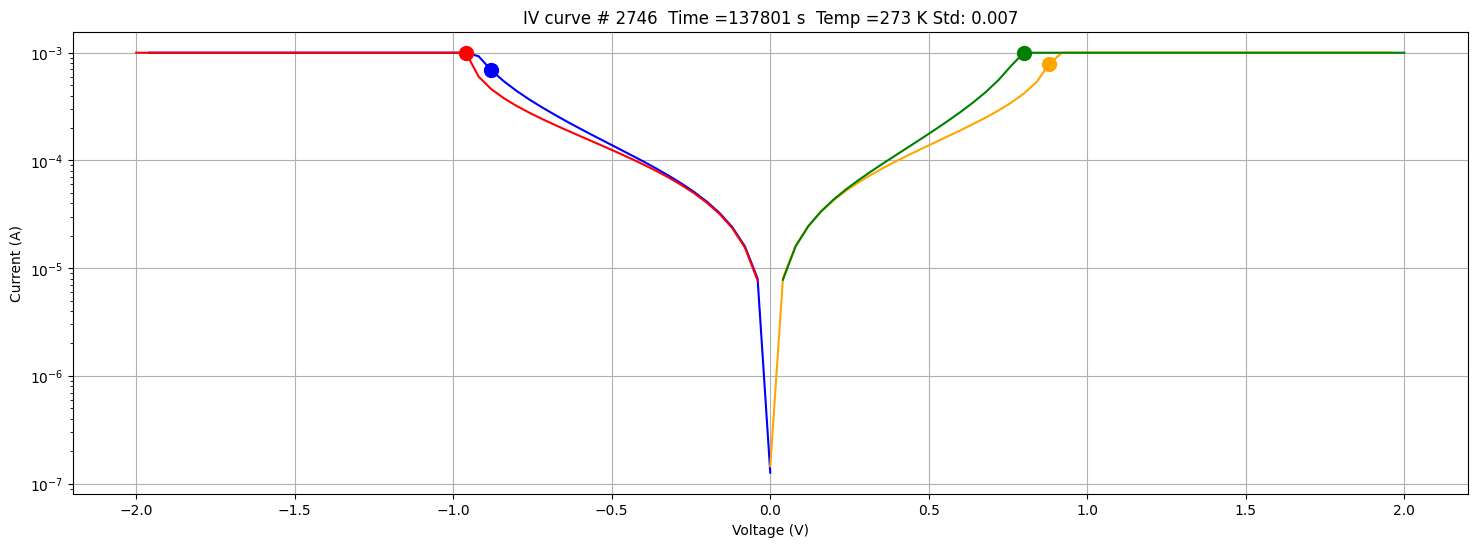 IV curve # 2746  Time =137801 s  Temp =273 K Std: 0.007
Current (A)
10⁻³
10⁻⁴
10⁻⁵
10⁻⁶
10⁻⁷
−2.0 −1.5 −1.0 −0.5 0.0 0.5 1.0 1.5 2.0
Voltage (V)